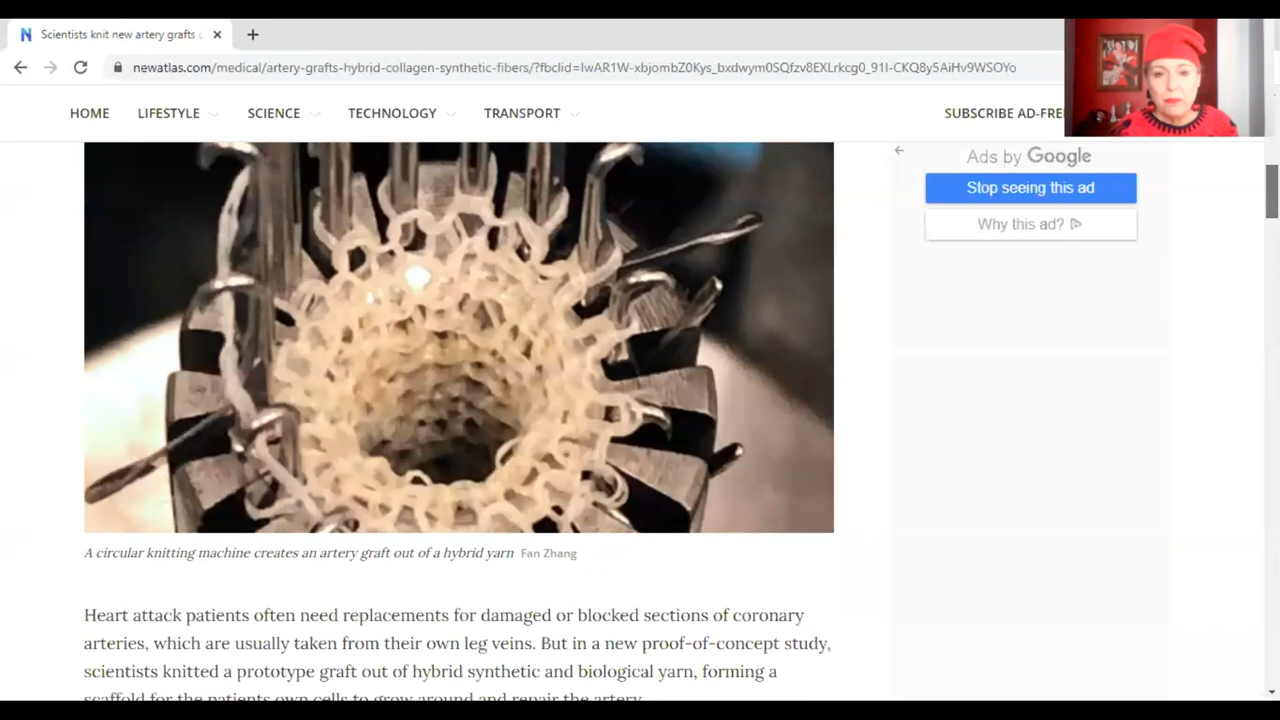 Scientists knit new artery grafts
newatlas.com/medical/artery-grafts-hybrid-collagen-synthetic-fibers/?fbclid=IwAR1W-xbjombZ0Kys_bxdwym0SQfzv8EXLrkcg0_91I-CKQ8y5AiHv9WSOYo
HOME LIFESTYLE SCIENCE TECHNOLOGY TRANSPORT SUBSCRIBE AD-FREE
Ads by Google
Stop seeing this ad
Why this ad?
A circular knitting machine creates an artery graft out of a hybrid yarn Fan Zhang
Heart attack patients often need replacements for damaged or blocked sections of coronary
arteries, which are usually taken from their own leg veins. But in a new proof-of-concept study,
scientists knitted a prototype graft out of hybrid synthetic and biological yarn, forming a
scaffold for the patients own cells to grow around and repair the artery.